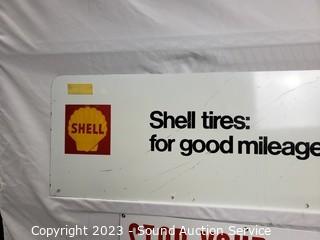 SHELL
Shell tires:
for good mileage
Copyright 2023 - Sound Auction Service